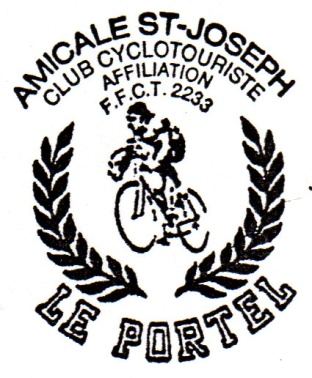 AMICALE ST-JOSEPH
CLUB CYCLOTOURISTE
AFFILIATION
F.F.C.T. 2233
LE PORTEL